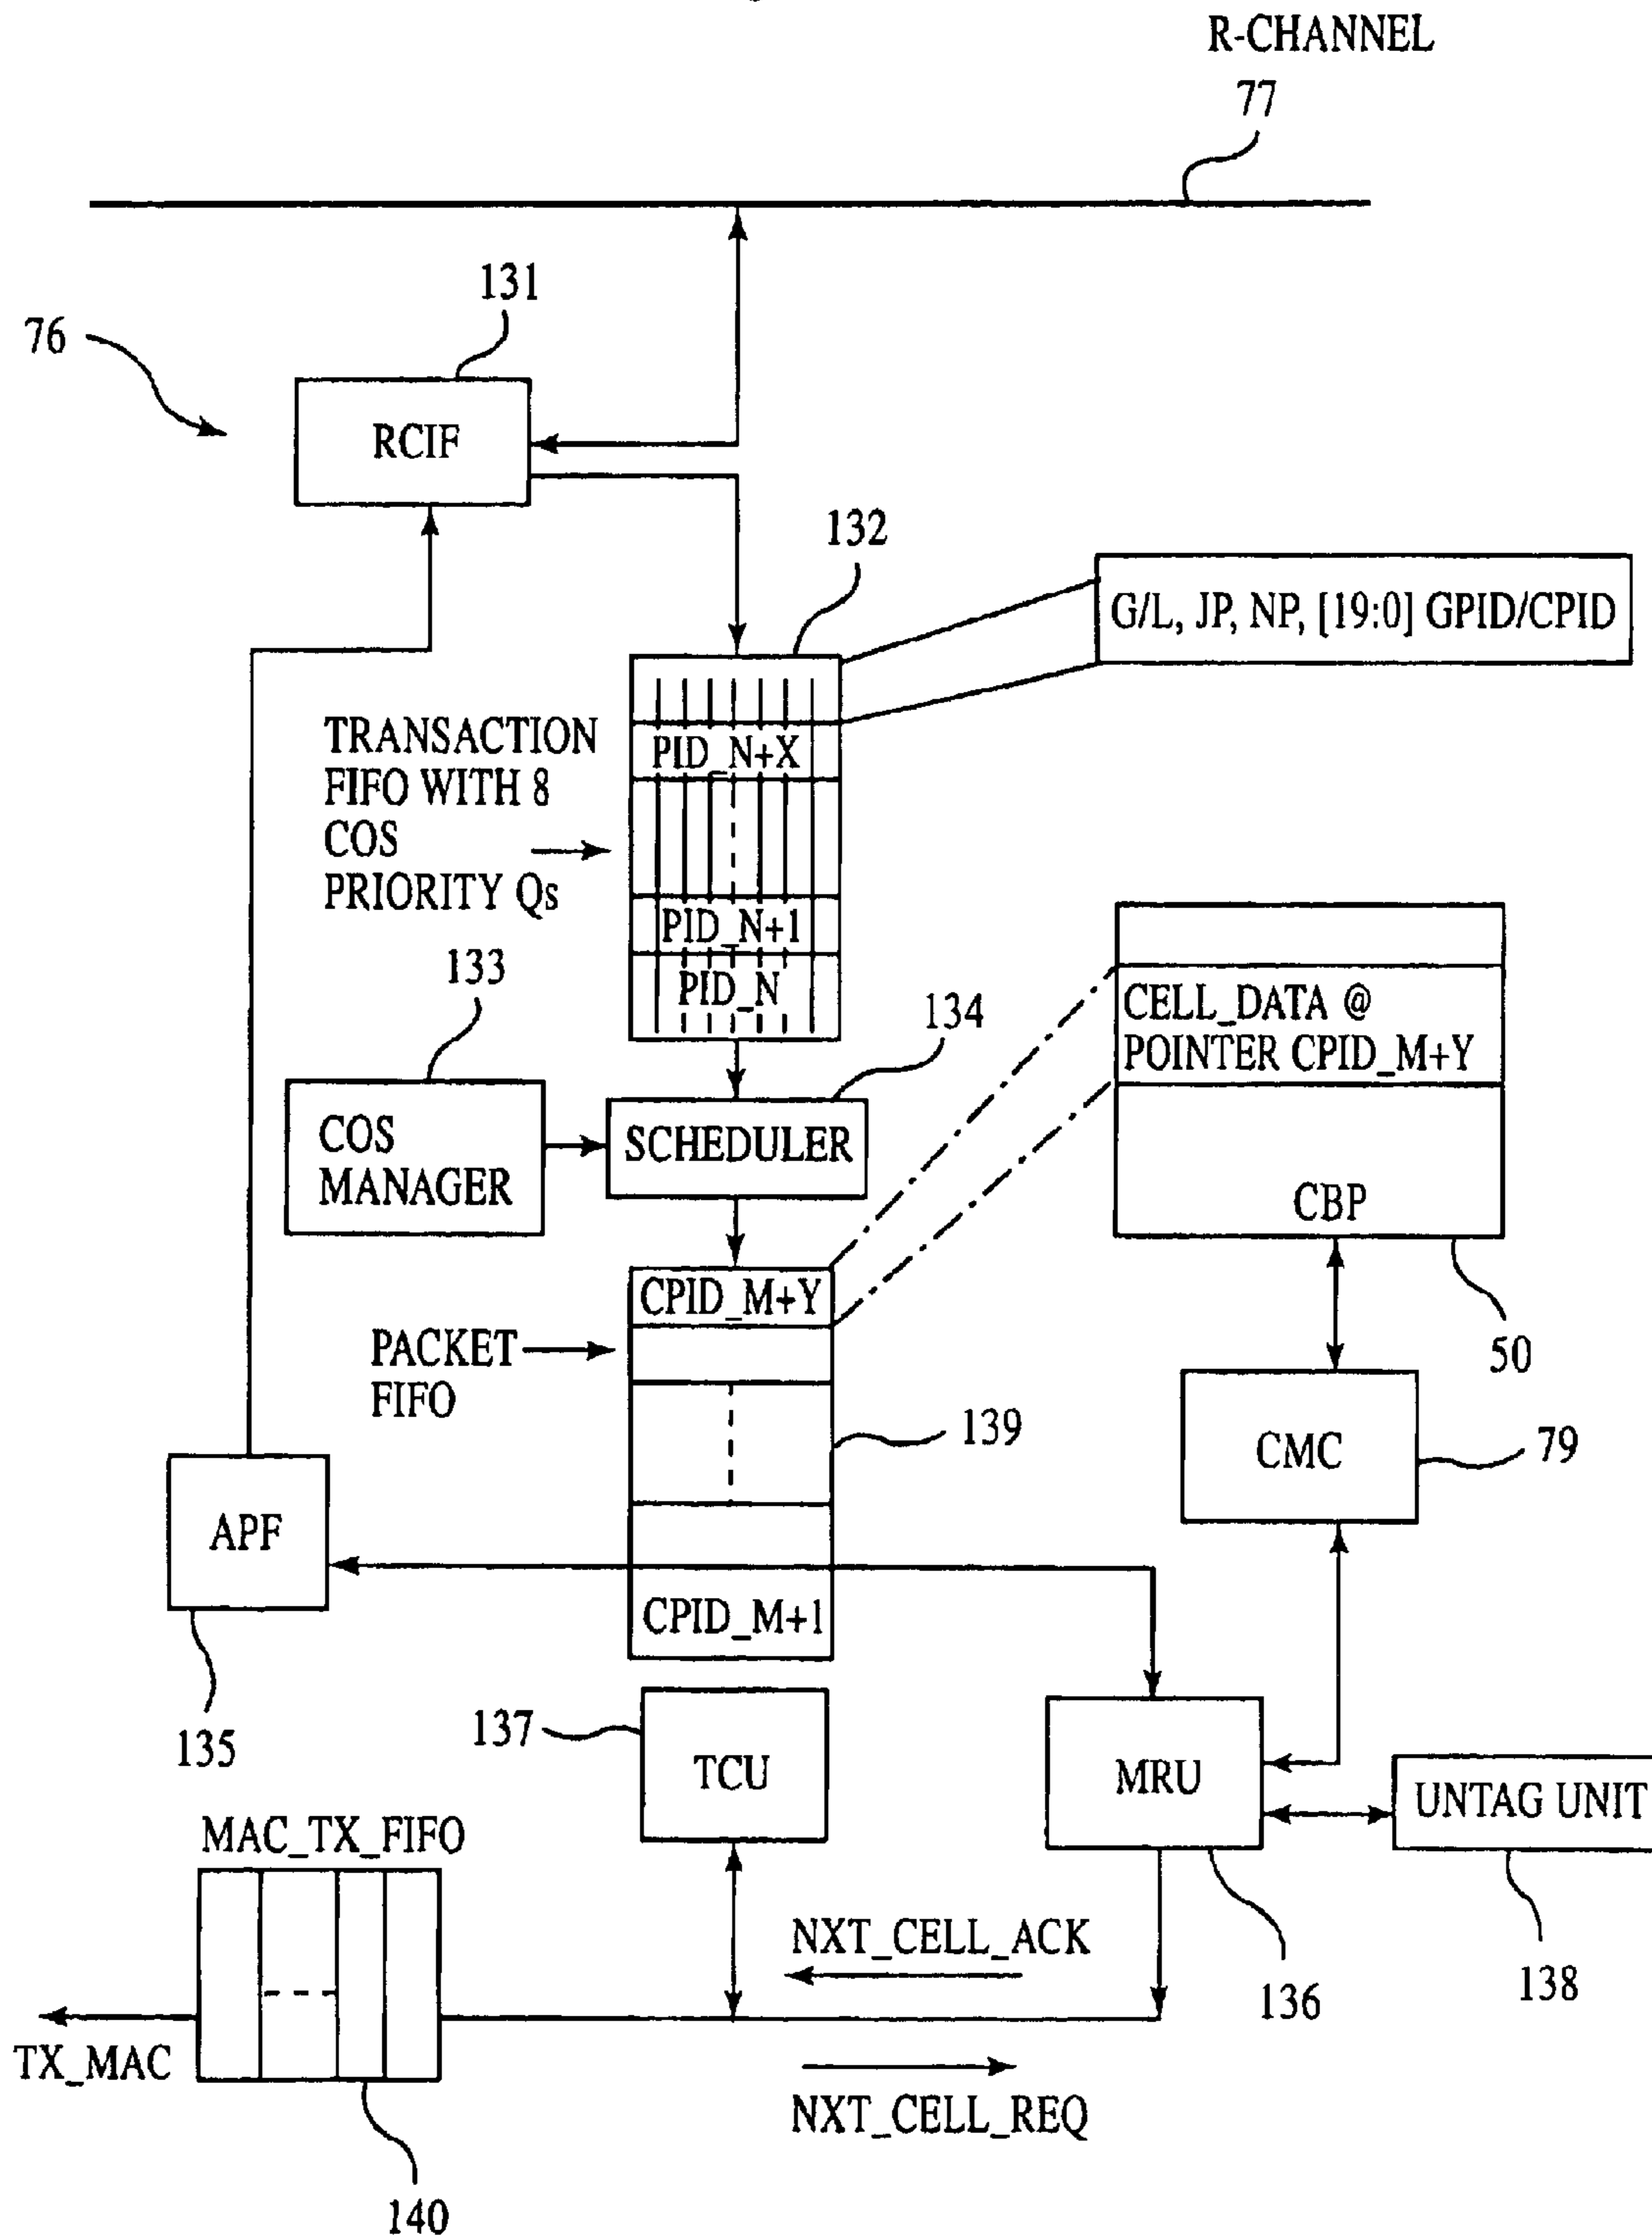 R-CHANNEL
77
131
76
RCIF
132
G/L, JP, NP, [19:0] GPID/CPID
TRANSACTION
FIFO WITH 8
COS
PRIORITY Qs
PID_N+X
PID_N+1
PID_N
133
134
CELL_DATA @
POINTER CPID_M+Y
COS
MANAGER
SCHEDULER
CBP
CPID_M+Y
PACKET
FIFO
50
139
CMC
79
APF
CPID_M+1
135
137
TCU
MRU
UNTAG UNIT
MAC_TX_FIFO
NXT_CELL_ACK
136
138
TX_MAC
NXT_CELL_REQ
140